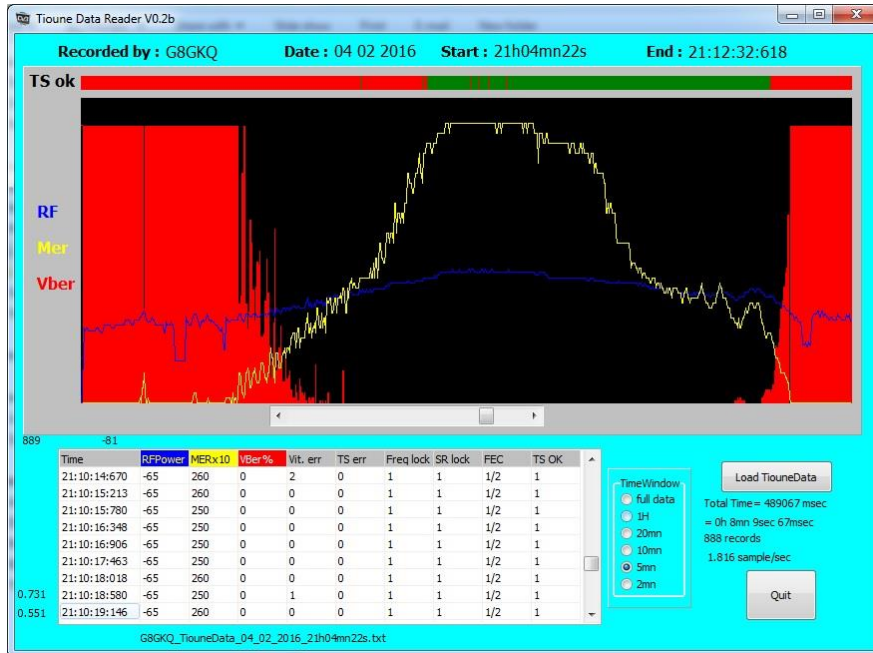 Tioune Data Reader V0.2b
Recorded by : G8GKQ Date : 04 02 2016 Start : 21h04mn22s End : 21:12:32:618
TS ok
RF
Mer
Vber
889 -81
Time RFPower MERx10 VBer% Vit. err TS err Freq lock SR lock FEC TS OK
21:10:14:670 -65 260 0 2 0 1 1 1/2 1
21:10:15:213 -65 250 0 0 0 1 1 1/2 1
21:10:15:780 -65 250 0 0 0 1 1 1/2 1
21:10:16:348 -65 250 0 0 0 1 1 1/2 1
21:10:16:906 -65 250 0 0 0 1 1 1/2 1
21:10:17:463 -65 250 0 0 0 1 1 1/2 1
21:10:18:018 -65 260 0 0 0 1 1 1/2 1
21:10:18:580 -65 250 0 1 0 1 1 1/2 1
21:10:19:146 -65 250 0 0 0 1 1 1/2 1
0.731
0.551
TimeWindow
full data
1H
20mn
10mn
5mn
2mn
Load TiouneData
Total Time= 489067 msec
= 0h 8mn 9sec 67msec
888 records
1.816 sample/sec
Quit
G8GKQ_TiouneData_04_02_2016_21h04mn22s.txt